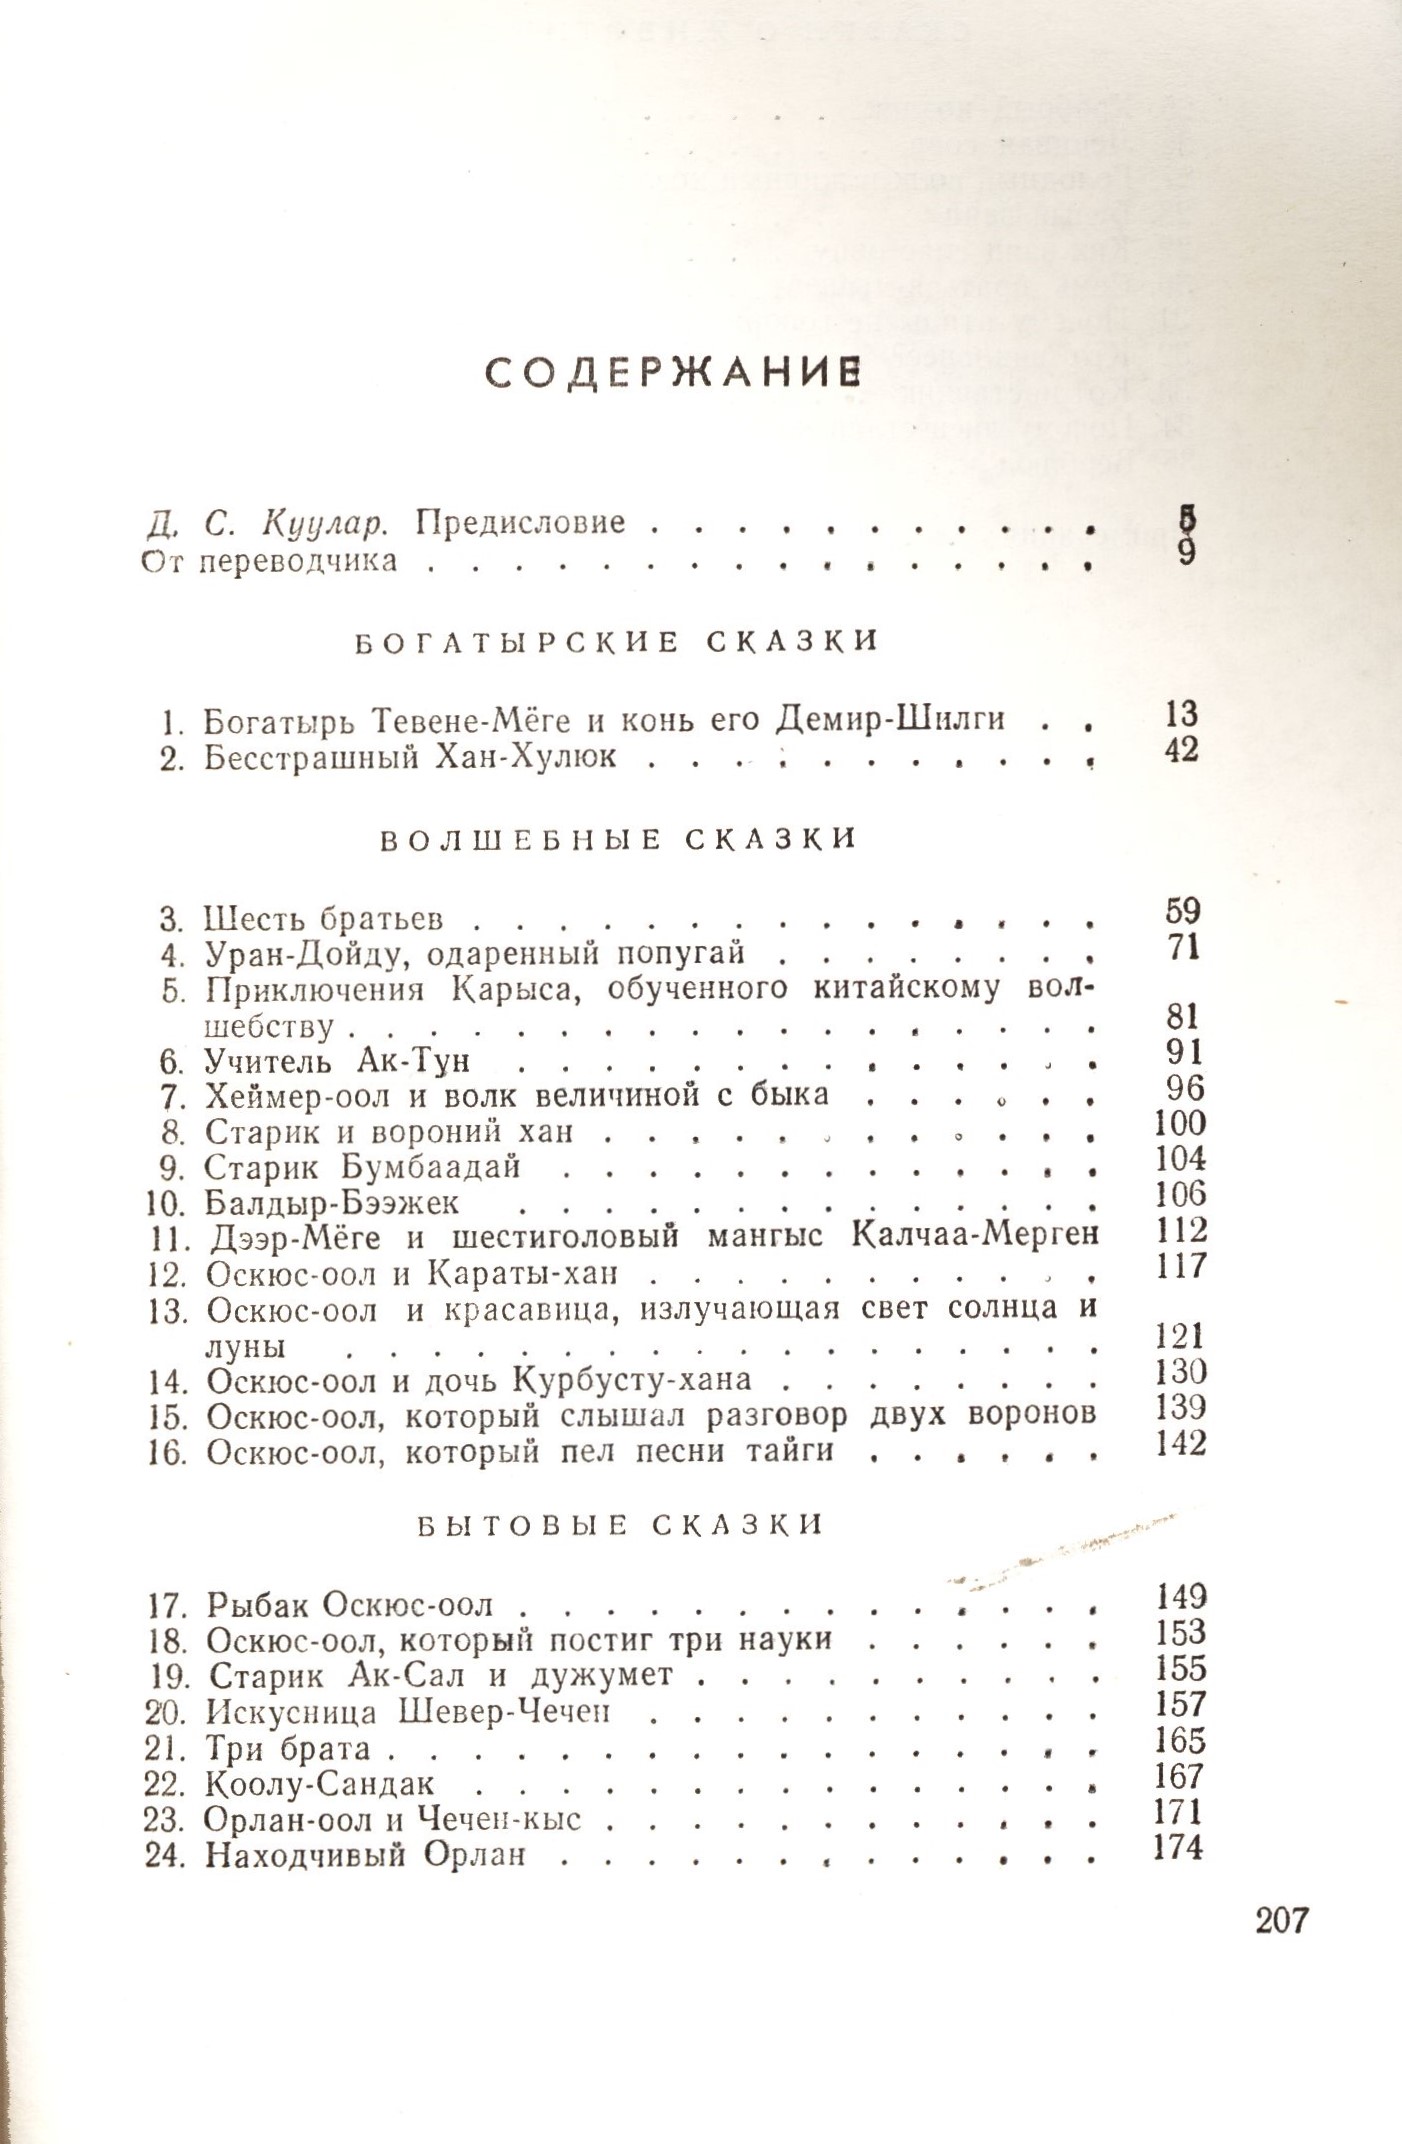 СОДЕРЖАНИЕ
Д. С. Куулар. Предисловие . . . . . . . . . . . 5
От переводчика . . . . . . . . . . . . . . . . 9
БОГАТЫРСКИЕ СКАЗКИ
1. Богатырь Тевене-Мёге и конь его Демир-Шилги . . 13
2. Бесстрашный Хан-Хулюк . . . . . . . . . . . 42
ВОЛШЕБНЫЕ СКАЗКИ
3. Шесть братьев . . . . . . . . . . . . . . . 59
4. Уран-Дойду, одаренный попугай . . . . . . . . 71
5. Приключения Карыса, обученного китайскому вол-
шебству . . . . . . . . . . . . . . . . . . 81
6. Учитель Ак-Тун . . . . . . . . . . . . . . 91
7. Хеймер-оол и волк величиной с быка . . . . . . 96
8. Старик и вороний хан . . . . . . . . . . . . 100
9. Старик Бумбаадай . . . . . . . . . . . . . 104
10. Балдыр-Бээжек . . . . . . . . . . . . . . 106
11. Дээр-Мёге и шестиголовый мангыс Калчаа-Мерген 112
12. Оскюс-оол и Караты-хан . . . . . . . . . . . 117
13. Оскюс-оол и красавица, излучающая свет солнца и
луны . . . . . . . . . . . . . . . . . . 121
14. Оскюс-оол и дочь Курбусту-хана . . . . . . . . 130
15. Оскюс-оол, который слышал разговор двух воронов 139
16. Оскюс-оол, который пел песни тайги . . . . . . 142
БЫТОВЫЕ СКАЗКИ
17. Рыбак Оскюс-оол . . . . . . . . . . . . . . 149
18. Оскюс-оол, который постиг три науки . . . . . . 153
19. Старик Ак-Сал и дужумет . . . . . . . . . . 155
20. Искусница Шевер-Чечен . . . . . . . . . . . 157
21. Три брата . . . . . . . . . . . . . . . . . 165
22. Коолу-Сандак . . . . . . . . . . . . . . . 167
23. Орлан-оол и Чечен-кыс . . . . . . . . . . . . 171
24. Находчивый Орлан . . . . . . . . . . . . . 174
207